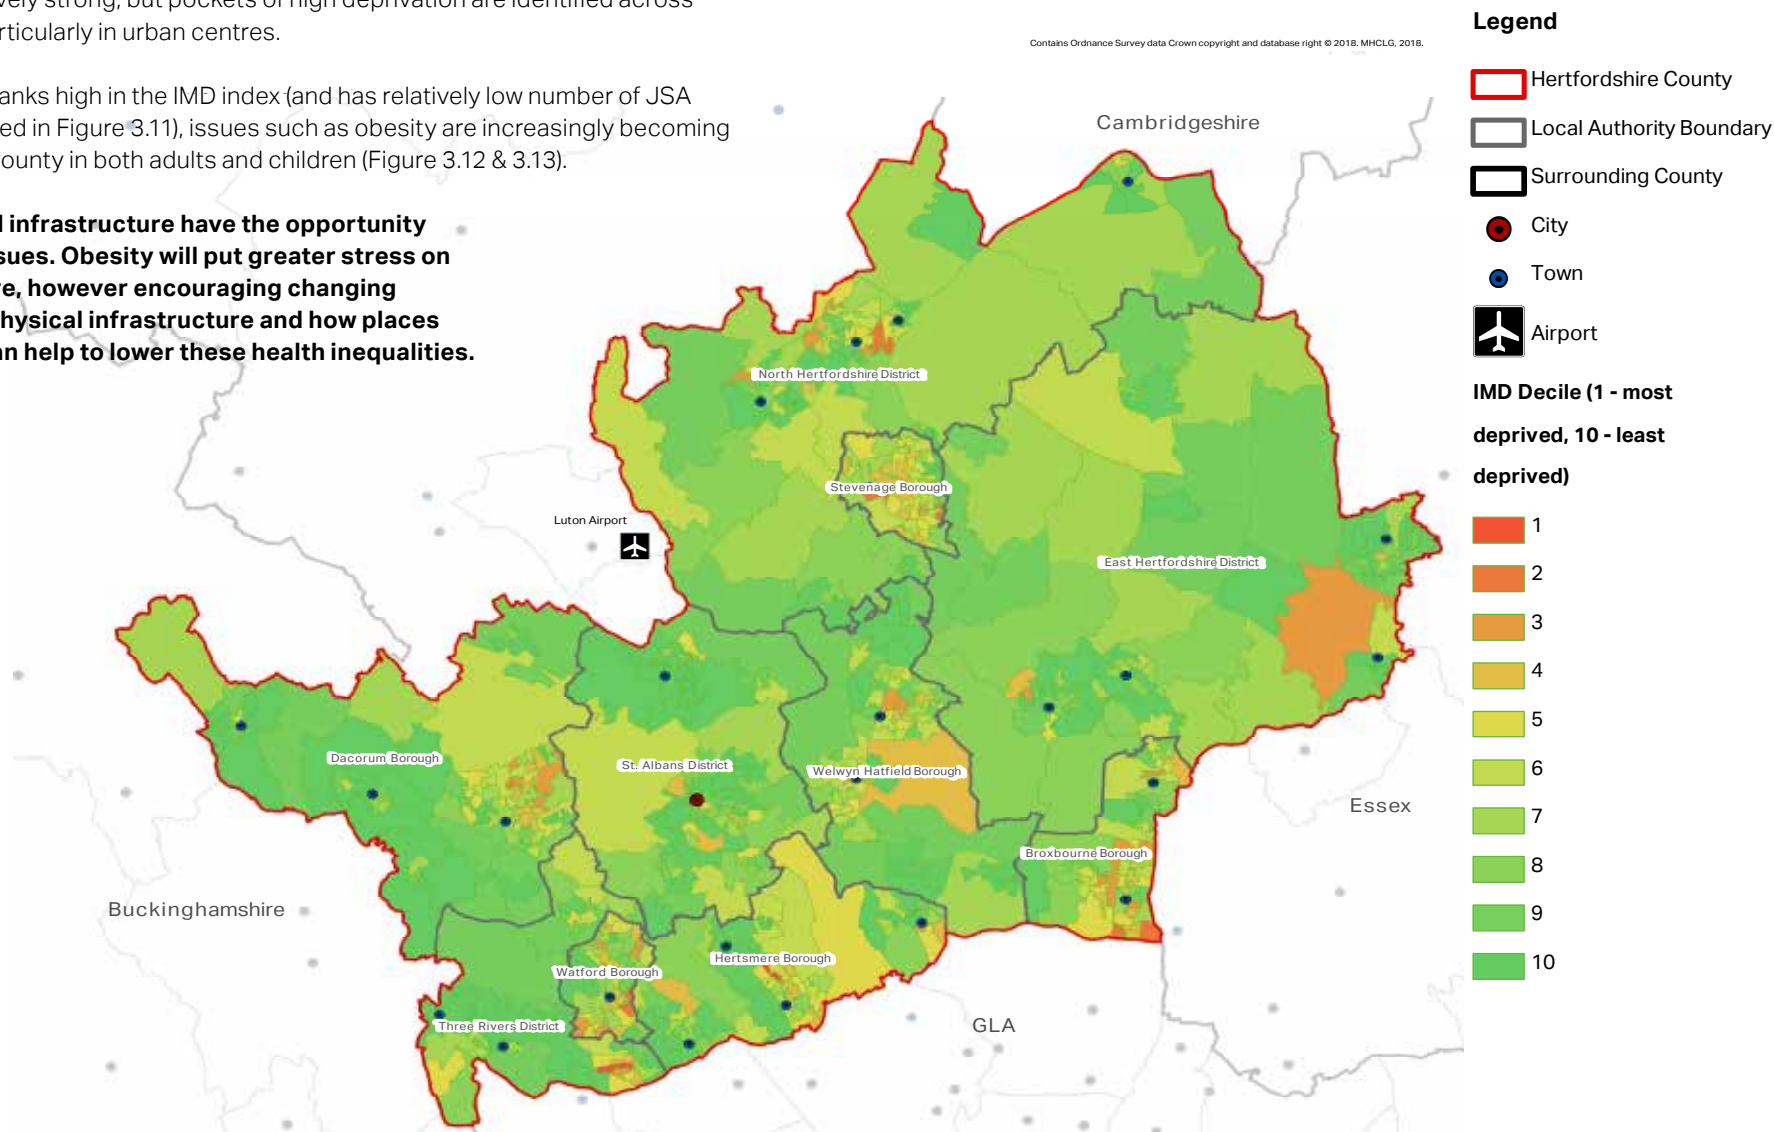 vely strong, but pockets of high deprivation are identified across
rticularly in urban centres.
Contains Ordnance Survey data Crown copyright and database right © 2018. MHCLG, 2018.
anks high in the IMD index (and has relatively low number of JSA
ed in Figure 3.11), issues such as obesity are increasingly becoming
ounty in both adults and children (Figure 3.12 & 3.13).
l infrastructure have the opportunity
sues. Obesity will put greater stress on
e, however encouraging changing
hysical infrastructure and how places
an help to lower these health inequalities.
Cambridgeshire
North Hertfordshire District
Stevenage Borough
Luton Airport
East Hertfordshire District
Dacorum Borough
St. Albans District
Welwyn Hatfield Borough
Essex
Broxbourne Borough
Buckinghamshire
Hertsmere Borough
Watford Borough
Three Rivers District
GLA
Legend
Hertfordshire County
Local Authority Boundary
Surrounding County
City
Town
Airport
IMD Decile (1 - most
deprived, 10 - least
deprived)
1
2
3
4
5
6
7
8
9
10